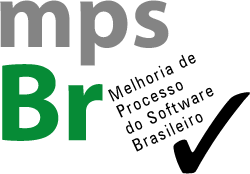 mps
Br
Melhoria de
Processo
do Software
Brasileiro